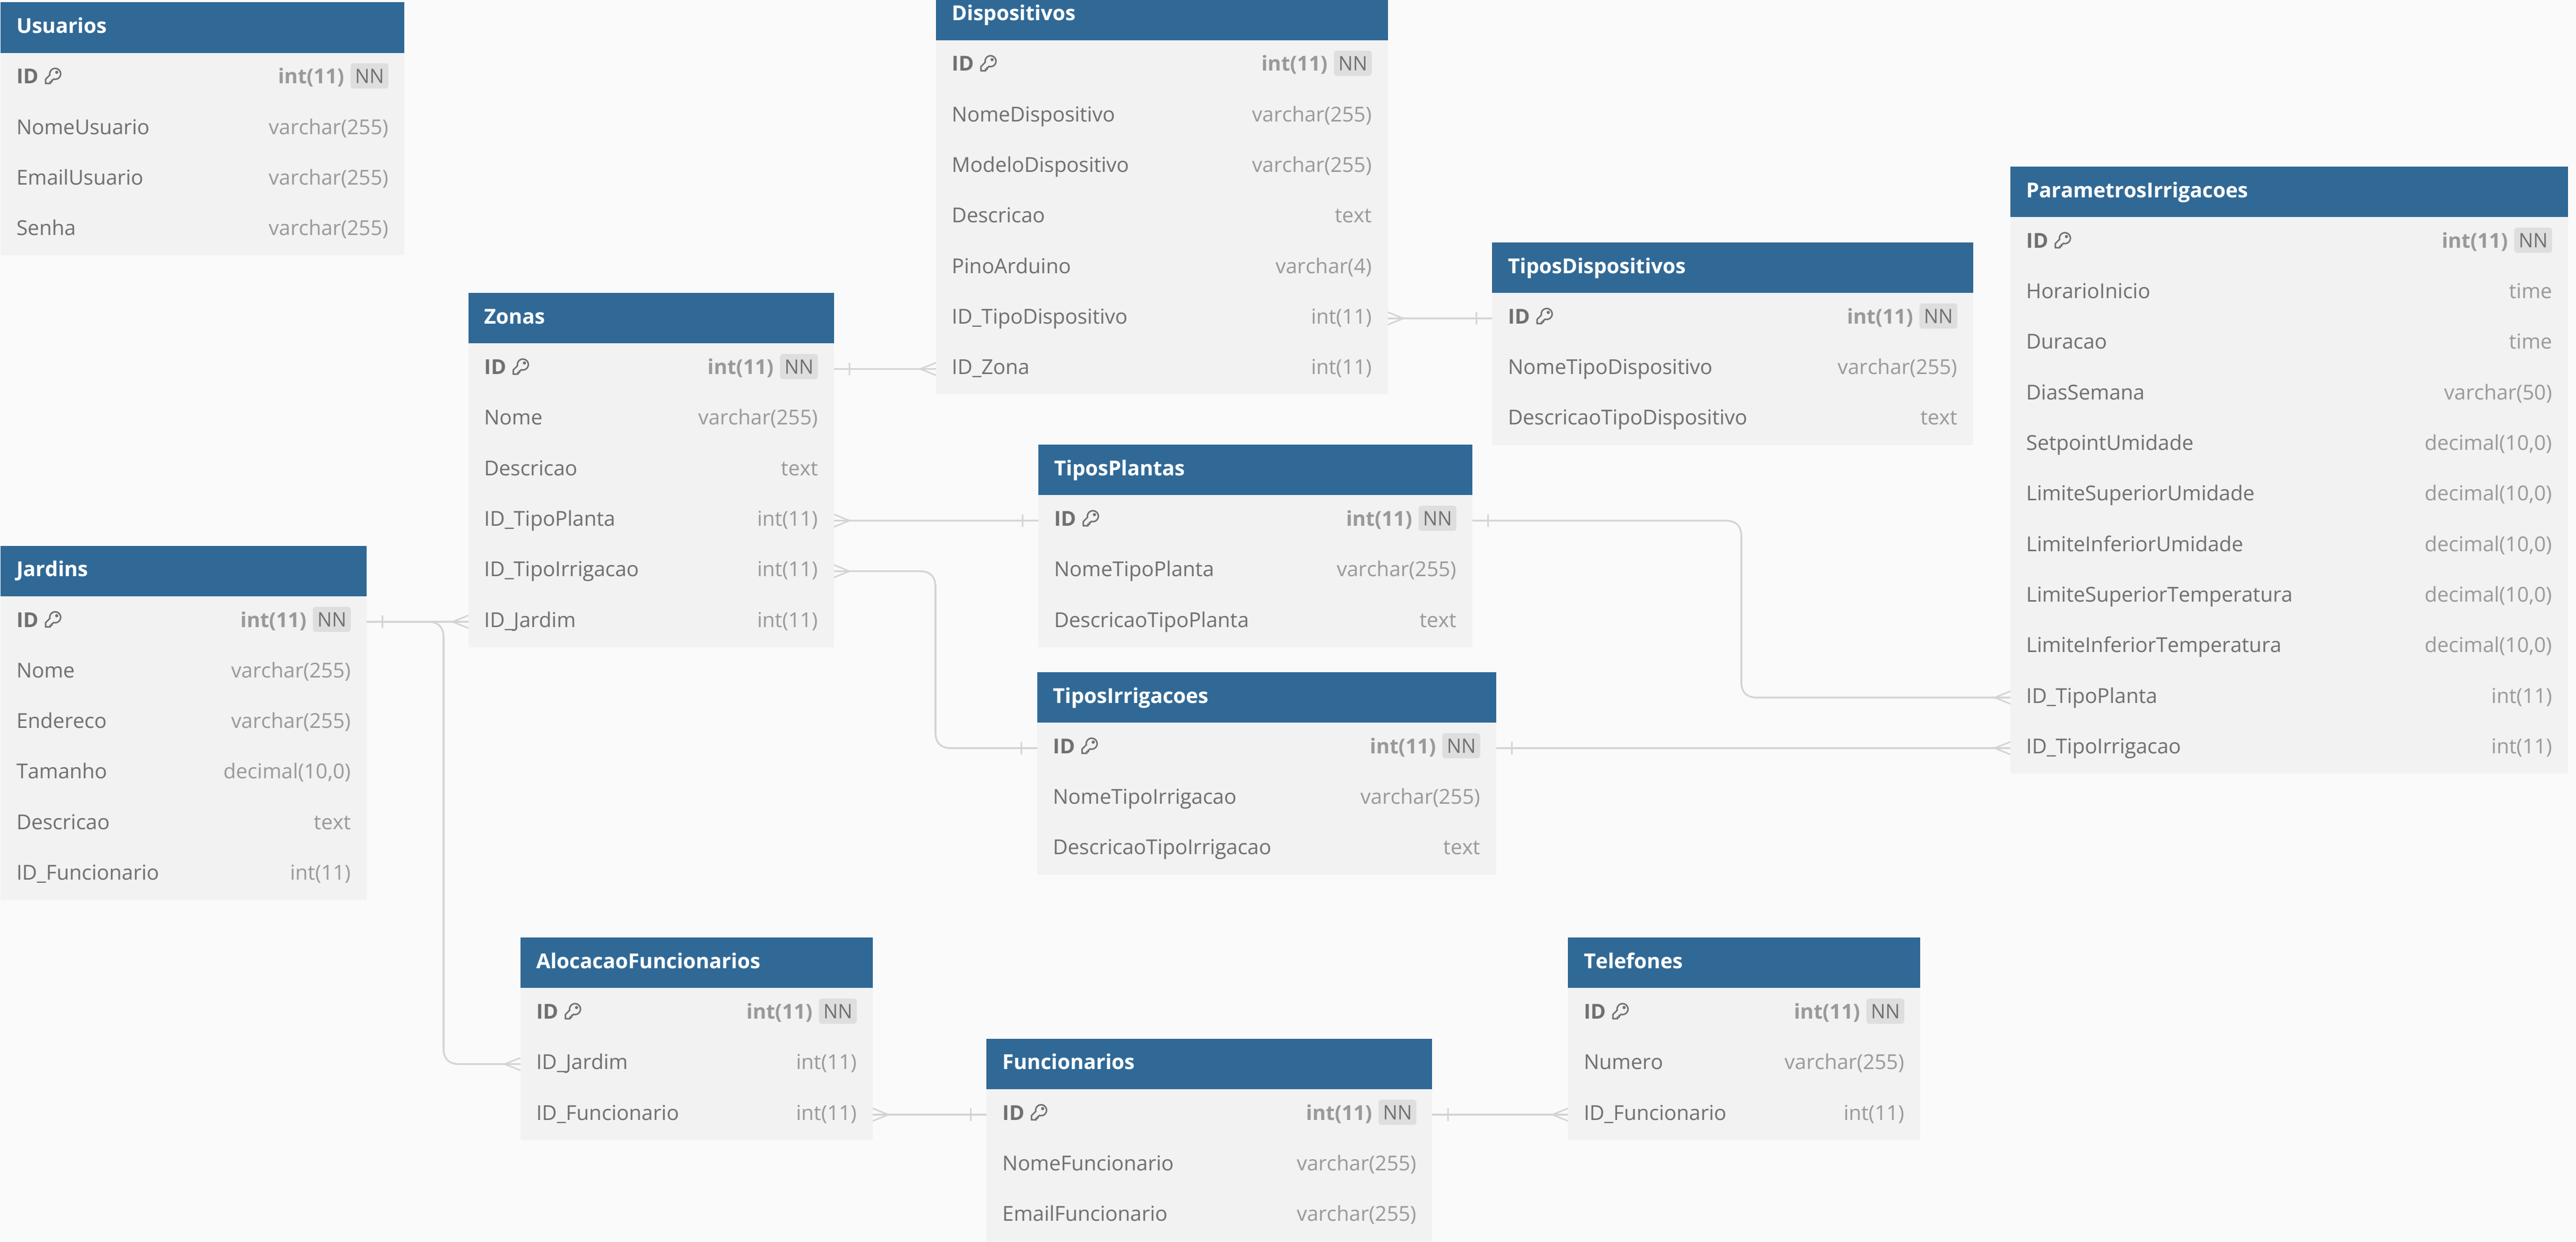 Usuarios
ID int(11) NN
NomeUsuario varchar(255)
EmailUsuario varchar(255)
Senha varchar(255)
Dispositivos
ID int(11) NN
NomeDispositivo varchar(255)
ModeloDispositivo varchar(255)
Descricao text
PinoArduino varchar(4)
ID_TipoDispositivo int(11)
ID_Zona int(11)
ParametrosIrrigacoes
ID int(11) NN
HorarioInicio time
Duracao time
DiasSemana varchar(50)
SetpointUmidade decimal(10,0)
LimiteSuperiorUmidade decimal(10,0)
LimiteInferiorUmidade decimal(10,0)
LimiteSuperiorTemperatura decimal(10,0)
LimiteInferiorTemperatura decimal(10,0)
ID_TipoPlanta int(11)
ID_TipoIrrigacao int(11)
TiposDispositivos
ID int(11) NN
NomeTipoDispositivo varchar(255)
DescricaoTipoDispositivo text
Zonas
ID int(11) NN
Nome varchar(255)
Descricao text
ID_TipoPlanta int(11)
ID_TipoIrrigacao int(11)
ID_Jardim int(11)
TiposPlantas
ID int(11) NN
NomeTipoPlanta varchar(255)
DescricaoTipoPlanta text
Jardins
ID int(11) NN
Nome varchar(255)
Endereco varchar(255)
Tamanho decimal(10,0)
Descricao text
ID_Funcionario int(11)
TiposIrrigacoes
ID int(11) NN
NomeTipoIrrigacao varchar(255)
DescricaoTipoIrrigacao text
AlocacaoFuncionarios
ID int(11) NN
ID_Jardim int(11)
ID_Funcionario int(11)
Funcionarios
ID int(11) NN
NomeFuncionario varchar(255)
EmailFuncionario varchar(255)
Telefones
ID int(11) NN
Numero varchar(255)
ID_Funcionario int(11)